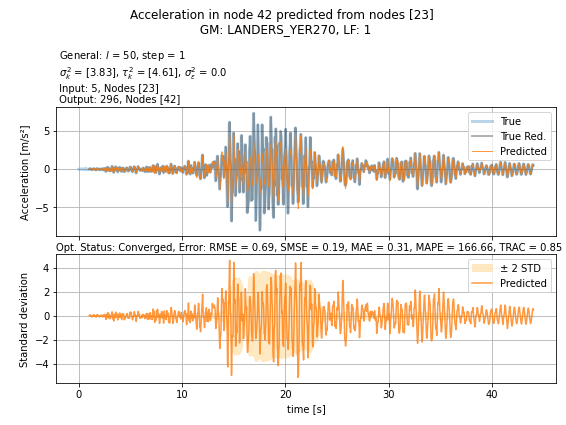 Acceleration in node 42 predicted from nodes [23]
GM: LANDERS_YER270, LF: 1
General: l = 50, step = 1
σ²ₖ = [3.83], τ²ₖ = [4.61], σ²ε = 0.0
Input: 5, Nodes [23]
Output: 296, Nodes [42]
Acceleration [m/s²]
5
0
−5
True
True Red.
Predicted
Opt. Status: Converged, Error: RMSE = 0.69, SMSE = 0.19, MAE = 0.31, MAPE = 166.66, TRAC = 0.85
Standard deviation
4
2
0
−2
−4
± 2 STD
Predicted
0 10 20 30 40
time [s]